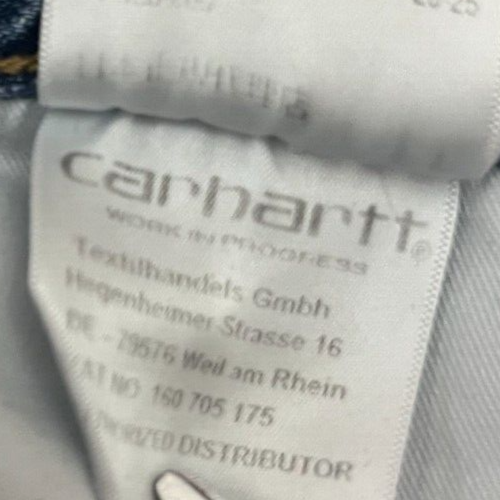 carhartt®
WORK IN PROGRESS
Textilhandels Gmbh
Hegenheimer Strasse 16
DE - 79576 Weil am Rhein
VAT NO 160 705 175
AUTHORIZED DISTRIBUTOR